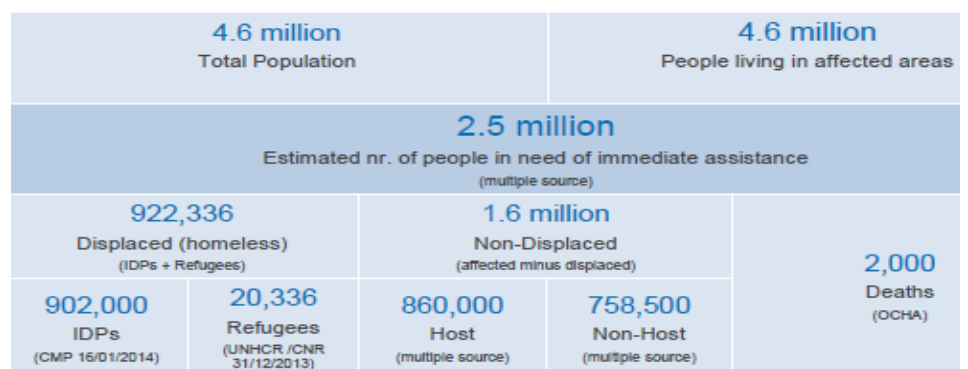 4.6 million
Total Population
4.6 million
People living in affected areas
2.5 million
Estimated nr. of people in need of immediate assistance
(multiple source)
922,336
Displaced (homeless)
(IDPs + Refugees)
1.6 million
Non-Displaced
(affected minus displaced)
2,000
Deaths
(OCHA)
902,000
IDPs
(CMP 16/01/2014)
20,336
Refugees
(UNHCR /CNR
31/12/2013)
860,000
Host
(multiple source)
758,500
Non-Host
(multiple source)